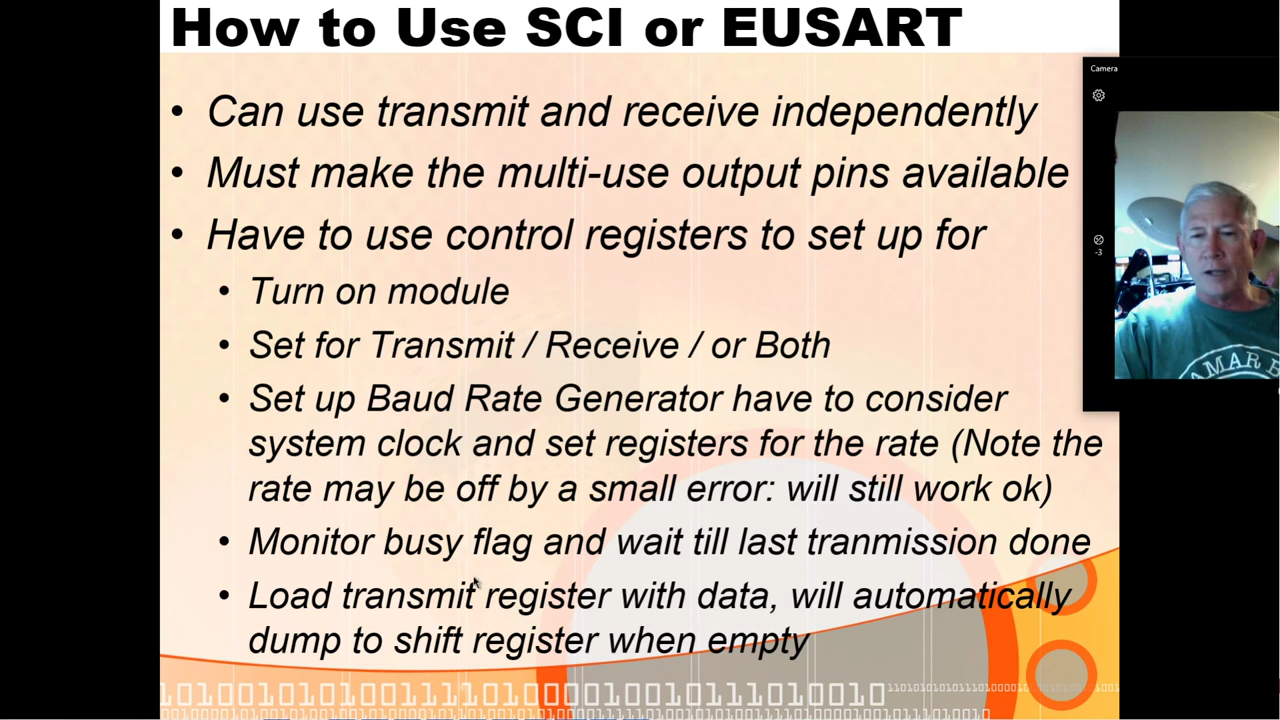 How to Use SCI or EUSART
• Can use transmit and receive independently
• Must make the multi-use output pins available
• Have to use control registers to set up for
• Turn on module
• Set for Transmit / Receive / or Both
• Set up Baud Rate Generator have to consider
system clock and set registers for the rate (Note the
rate may be off by a small error: will still work ok)
• Monitor busy flag and wait till last tranmission done
• Load transmit register with data, will automatically
dump to shift register when empty
Camera
-3
AMAR B